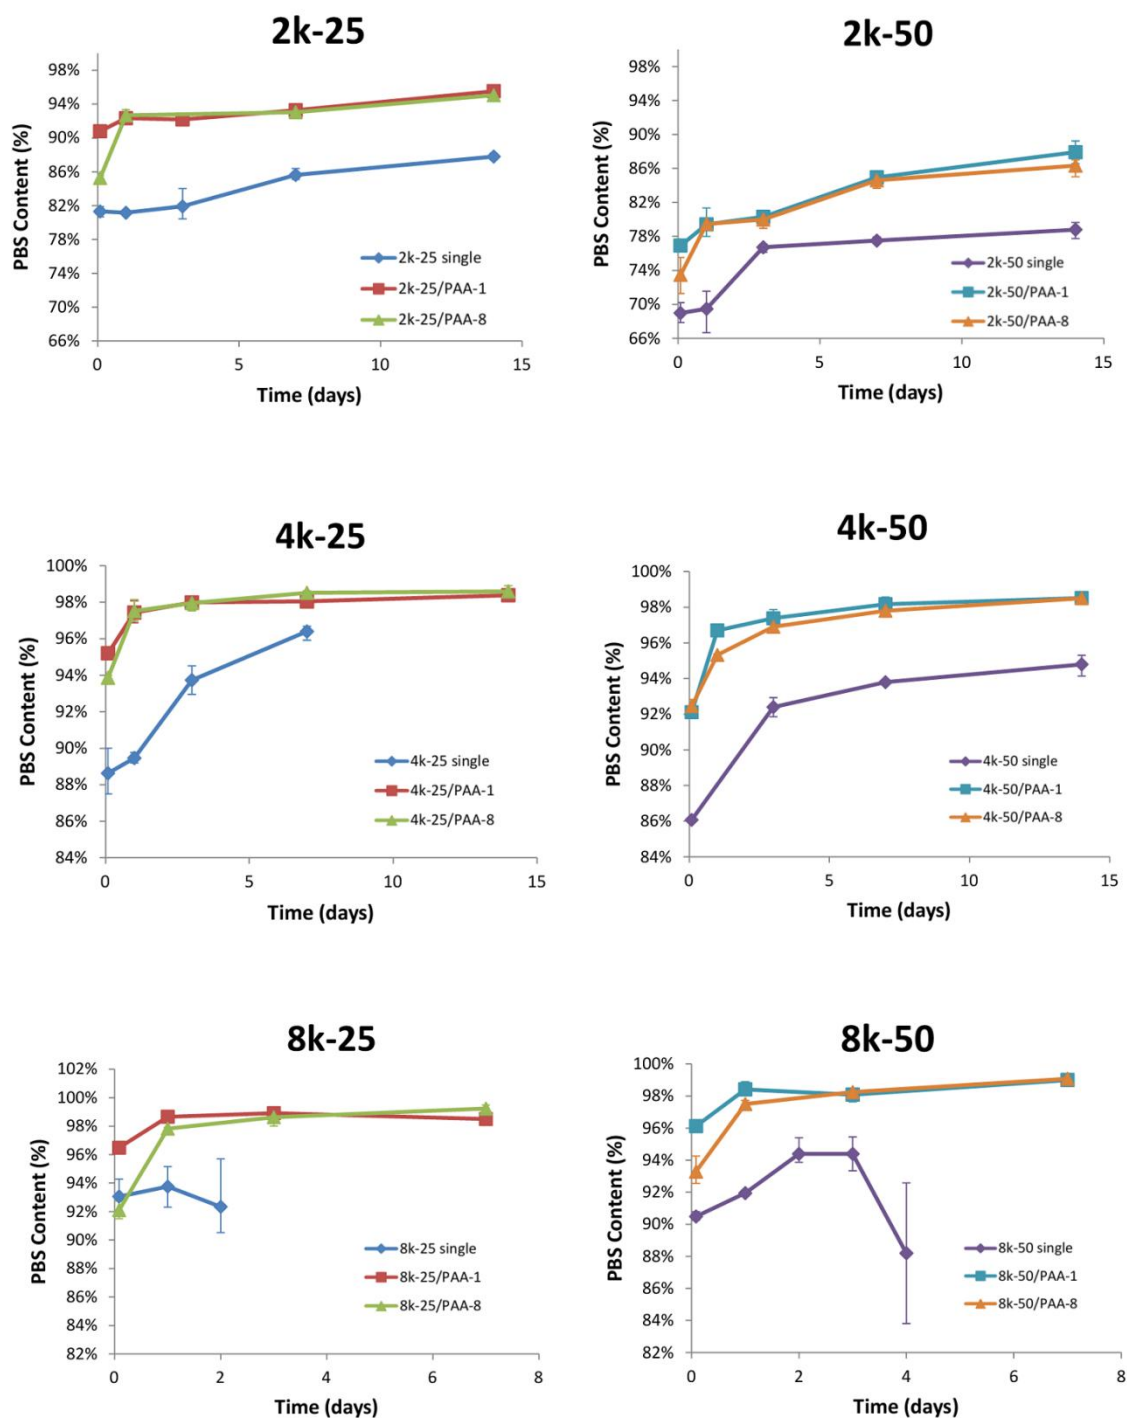 2k-25
98%
94%
90%
86%
82%
78%
74%
70%
66%
PBS Content (%)
2k-25 single
2k-25/PAA-1
2k-25/PAA-8
0 5 10 15
Time (days)
2k-50
98%
94%
90%
86%
82%
78%
74%
70%
66%
PBS Content (%)
2k-50 single
2k-50/PAA-1
2k-50/PAA-8
0 5 10 15
Time (days)
4k-25
100%
98%
96%
94%
92%
90%
88%
86%
84%
PBS Content (%)
4k-25 single
4k-25/PAA-1
4k-25/PAA-8
0 5 10 15
Time (days)
4k-50
100%
98%
96%
94%
92%
90%
88%
86%
84%
PBS Content (%)
4k-50 single
4k-50/PAA-1
4k-50/PAA-8
0 5 10 15
Time (days)
8k-25
102%
100%
98%
96%
94%
92%
90%
88%
86%
84%
82%
PBS Content (%)
8k-25 single
8k-25/PAA-1
8k-25/PAA-8
0 2 4 6 8
Time (days)
8k-50
100%
98%
96%
94%
92%
90%
88%
86%
84%
82%
PBS Content (%)
8k-50 single
8k-50/PAA-1
8k-50/PAA-8
0 2 4 6 8
Time (days)